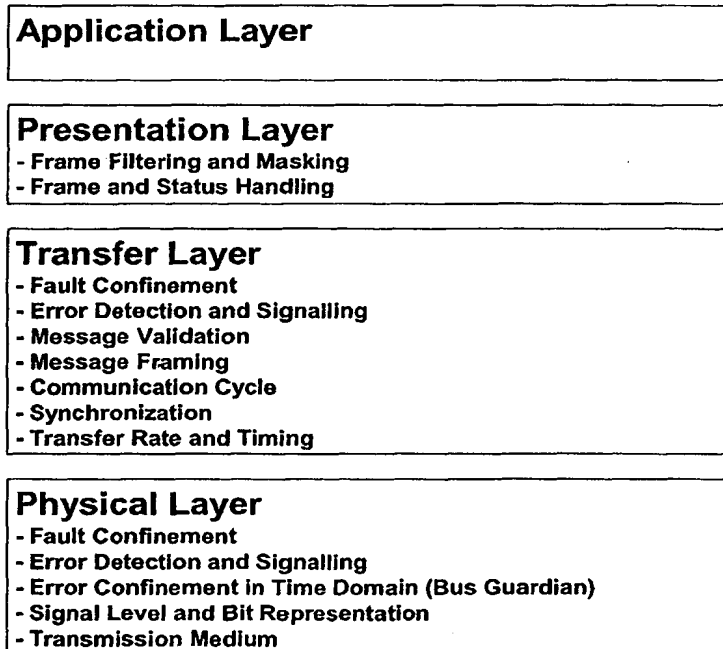 Application Layer
Presentation Layer
- Frame Filtering and Masking
- Frame and Status Handling
Transfer Layer
- Fault Confinement
- Error Detection and Signalling
- Message Validation
- Message Framing
- Communication Cycle
- Synchronization
- Transfer Rate and Timing
Physical Layer
- Fault Confinement
- Error Detection and Signalling
- Error Confinement in Time Domain (Bus Guardian)
- Signal Level and Bit Representation
- Transmission Medium